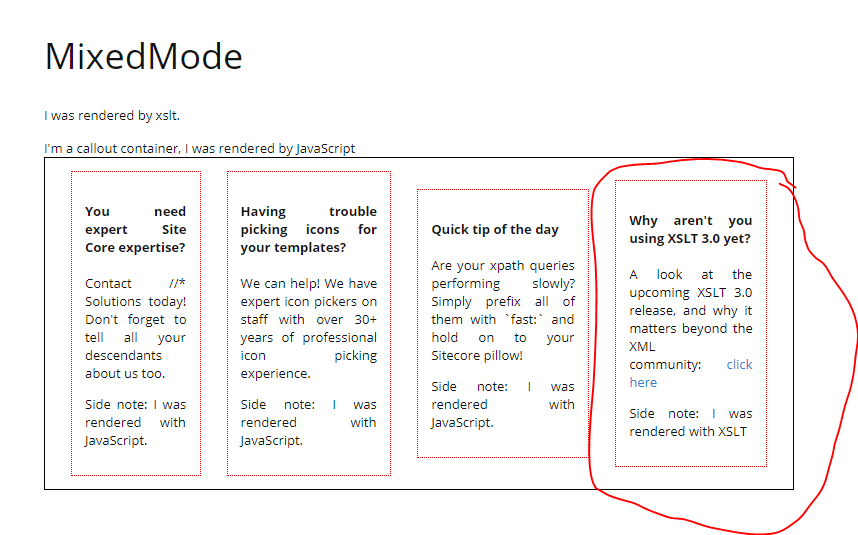 MixedMode
I was rendered by xslt.
I'm a callout container, I was rendered by JavaScript
You need
expert Site
Core expertise?
Contact //*
Solutions today!
Don't forget to
tell all your
descendants
about us too.
Side note: I was
rendered with
JavaScript.
Having trouble
picking icons for
your templates?
We can help! We have
expert icon pickers on
staff with over 30+
years of professional
icon picking
experience.
Side note: I was
rendered with
JavaScript.
Quick tip of the day
Are your xpath queries
performing slowly?
Simply prefix all of
them with `fast:` and
hold on to your
Sitecore pillow!
Side note: I was
rendered with
JavaScript.
Why aren't you
using XSLT 3.0 yet?
A look at the
upcoming XSLT 3.0
release, and why it
matters beyond the
XML
community: click
here
Side note: I was
rendered with XSLT